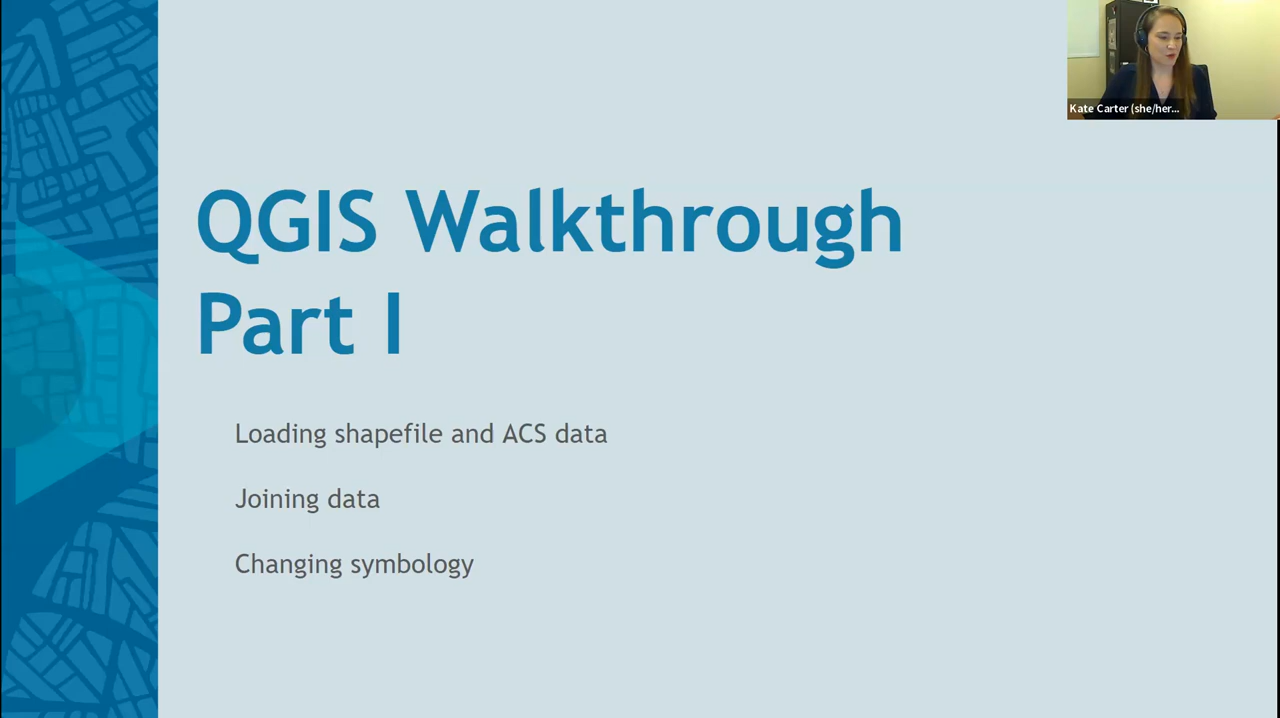 Kate Carter (she/her...
QGIS Walkthrough
Part I
Loading shapefile and ACS data
Joining data
Changing symbology